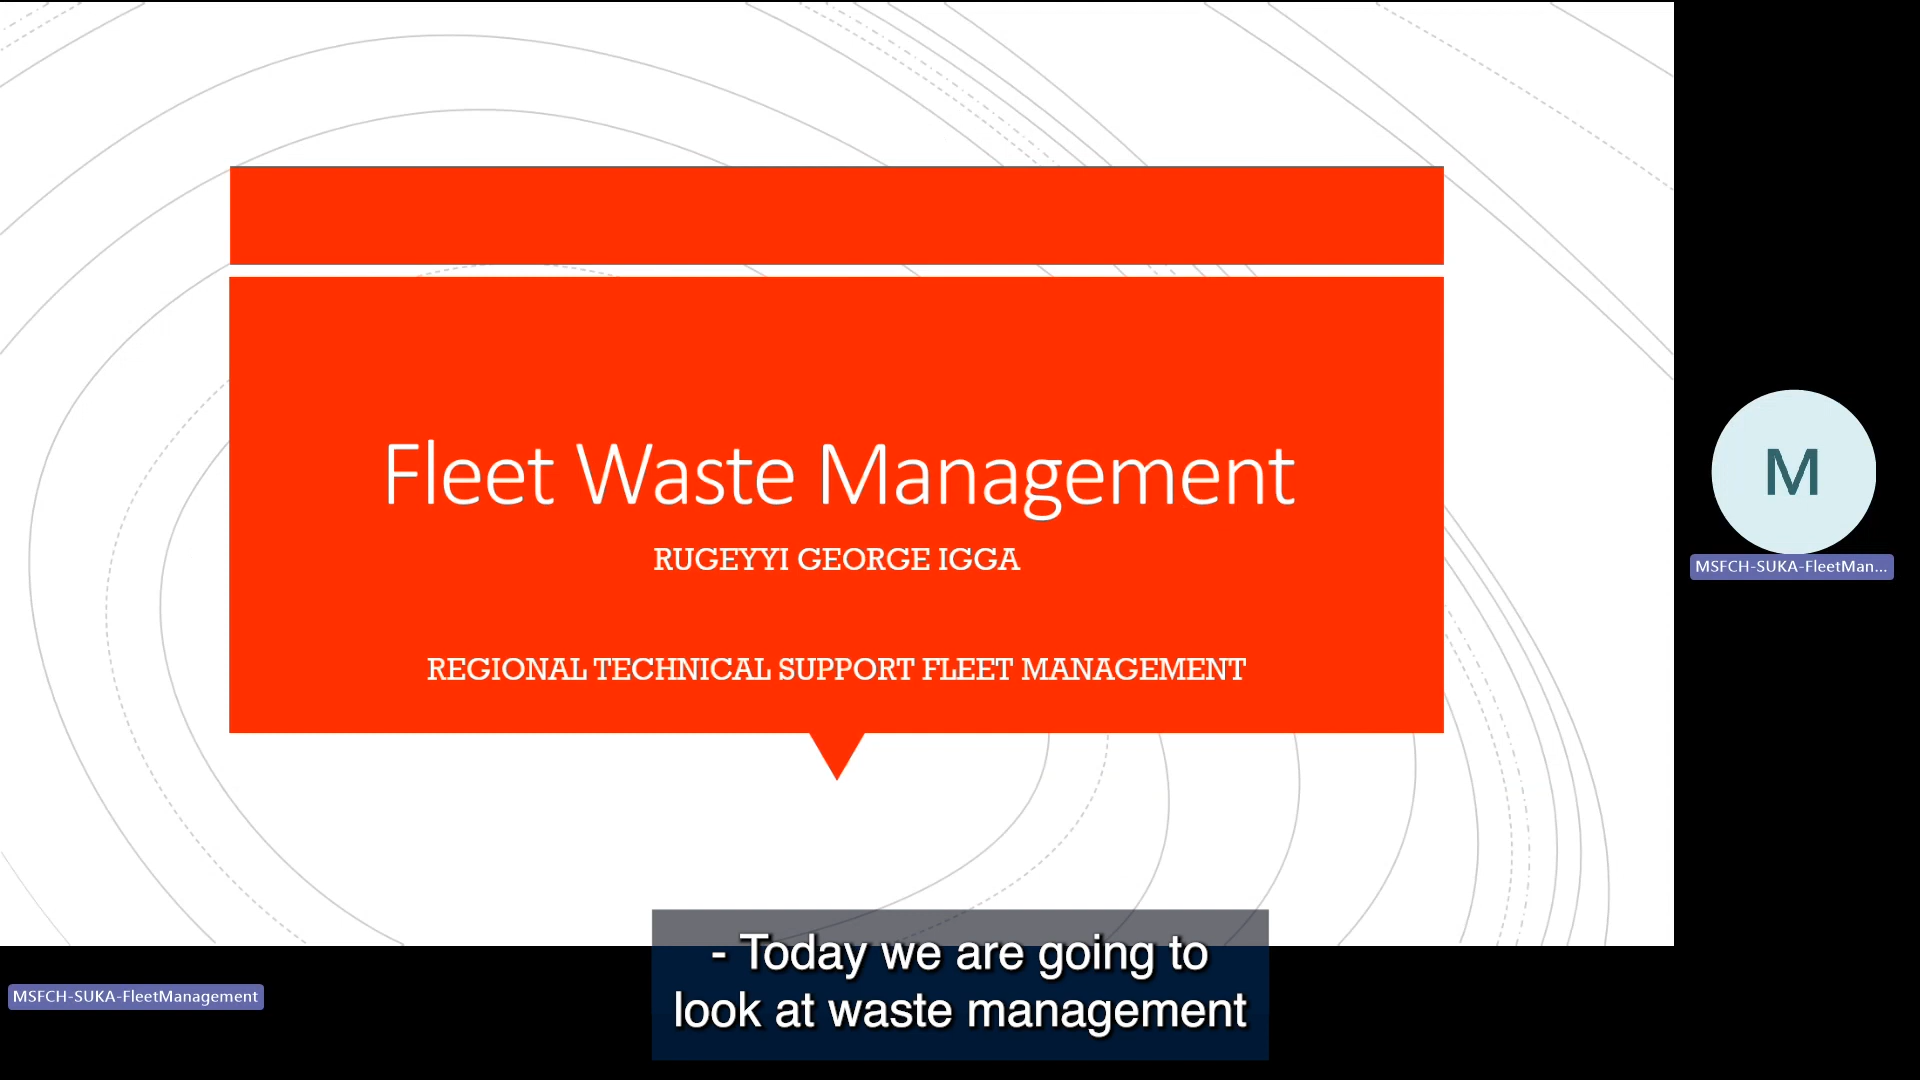 Fleet Waste Management
RUGEYYI GEORGE IGGA
REGIONAL TECHNICAL SUPPORT FLEET MANAGEMENT
M
MSFCH-SUKA-FleetMan...
- Today we are going to
look at waste management
MSFCH-SUKA-FleetManagement